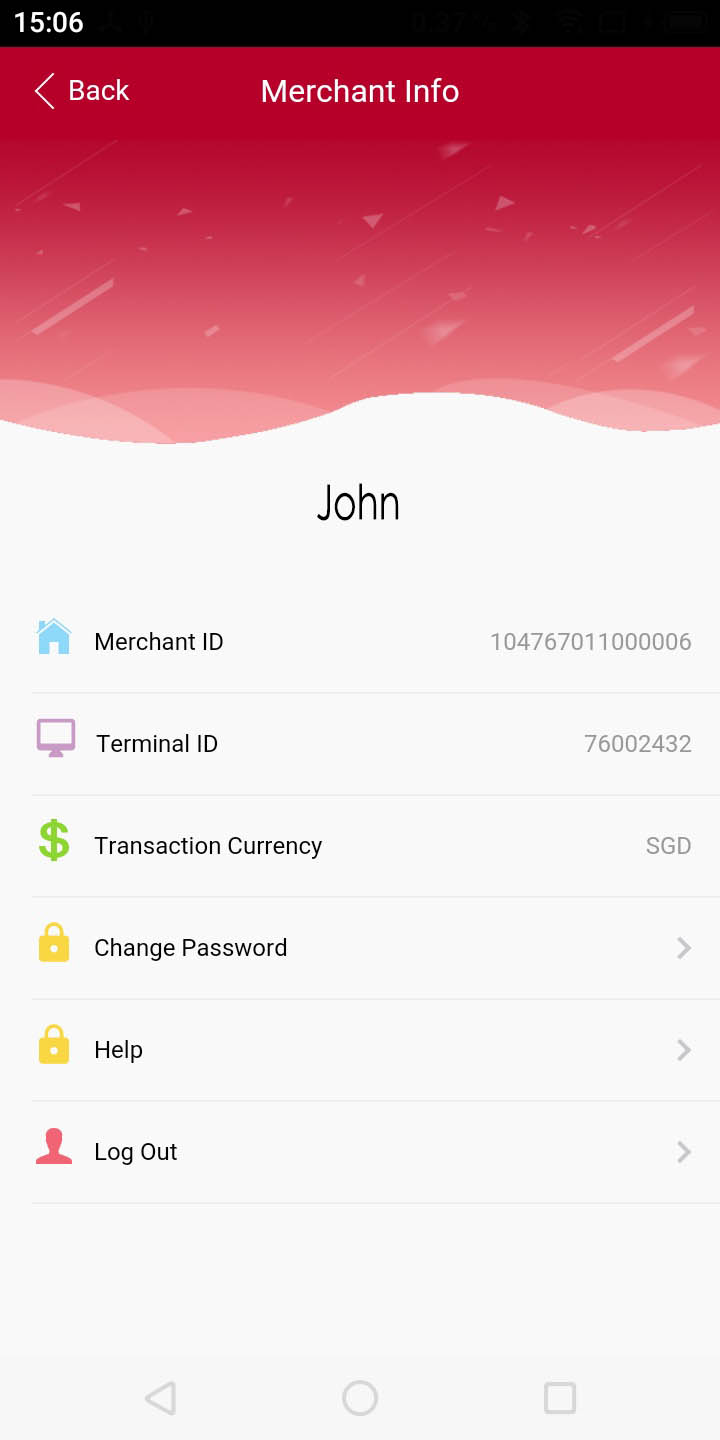 15:06
Back
Merchant Info
John
Merchant ID 104767011000006
Terminal ID 76002432
Transaction Currency SGD
Change Password
Help
Log Out